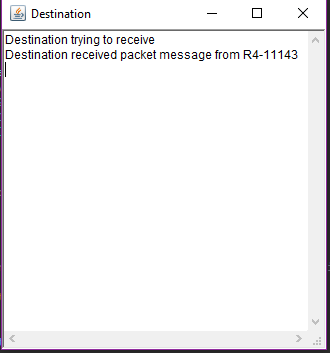 Destination
Destination trying to receive
Destination received packet message from R4-11143